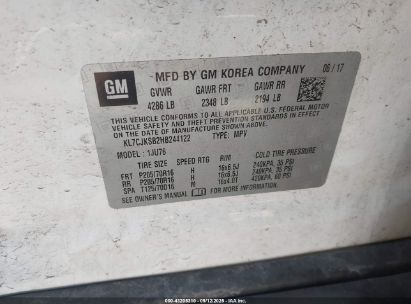 GM
MFD BY GM KOREA COMPANY 06 / 17
GVWR GAWR FRT GAWR RR
4286 LB 2348 LB 2194 LB
THIS VEHICLE CONFORMS TO ALL APPLICABLE U.S. FEDERAL MOTOR
VEHICLE SAFETY, BUMPER, AND THEFT PREVENTION STANDARDS IN EFFECT
ON THE DATE OF MANUFACTURE SHOWN ABOVE.
KL7CJKSB2HB244122 TYPE: MPV
MODEL: 1JU76
TIRE SIZE SPEED RTG RIM COLD TIRE PRESSURE
FRT P205/70R16 H 16x6.5J 240KPA, 35 PSI
RR P205/70R16 H 16x6.5J 240KPA, 35 PSI
SPA T125/70D16 M 16x4.0T 420KPA, 60 PSI
SEE OWNER'S MANUAL FOR MORE INFORMATION